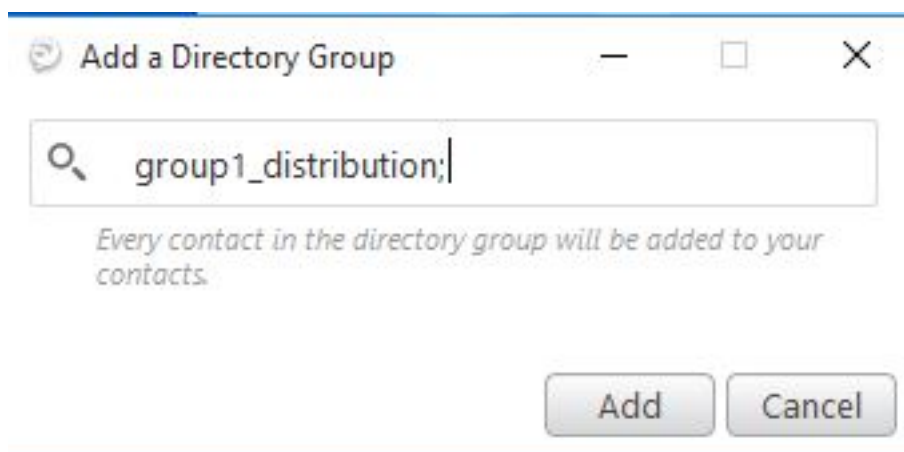 Add a Directory Group
group1_distribution;
Every contact in the directory group will be added to your
contacts.
Add
Cancel